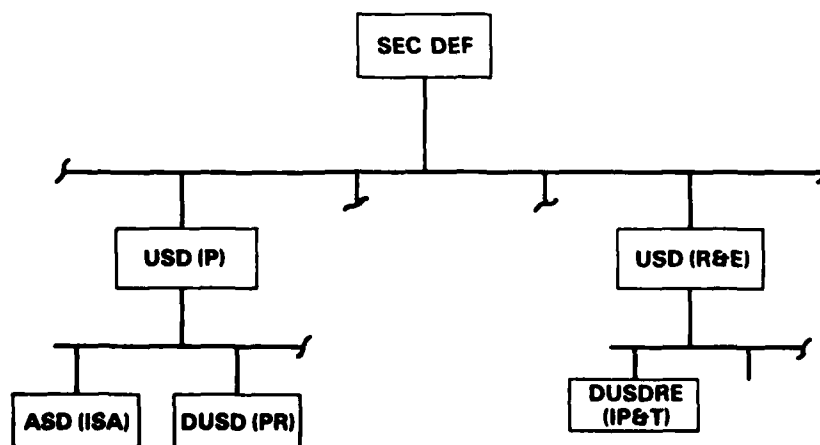 SEC DEF
USD (P)
USD (R&E)
ASD (ISA)
DUSD (PR)
DUSDRE
(IP&T)